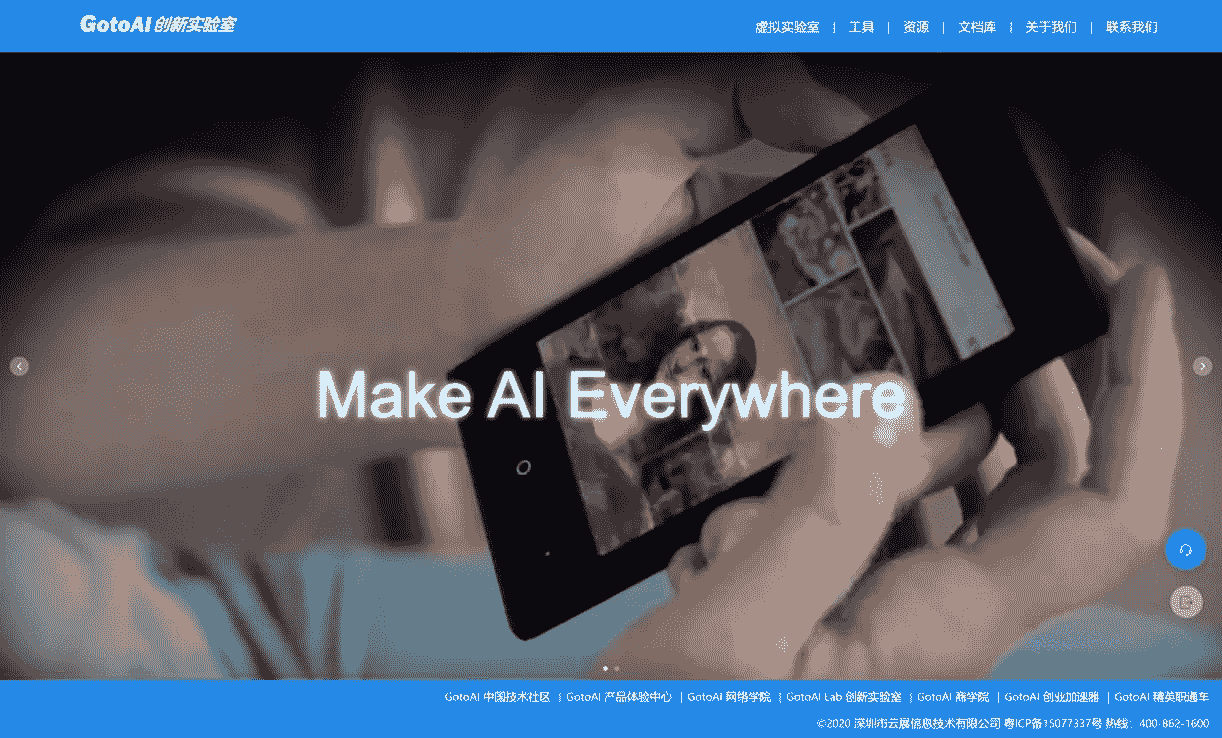 GotoAI 创新实验室
虚拟实验室 | 工具 | 资源 | 文档库 | 关于我们 | 联系我们
Make AI Everywhere
GotoAI 中国技术社区 | GotoAI 产品体验中心 | GotoAI 网络学院 | GotoAI Lab 创新实验室 | GotoAI 商学院 | GotoAI 创业加速器 | GotoAI 精英职通车
©2020 深圳市云展信息技术有限公司 粤ICP备15077337号 热线：400-862-1600